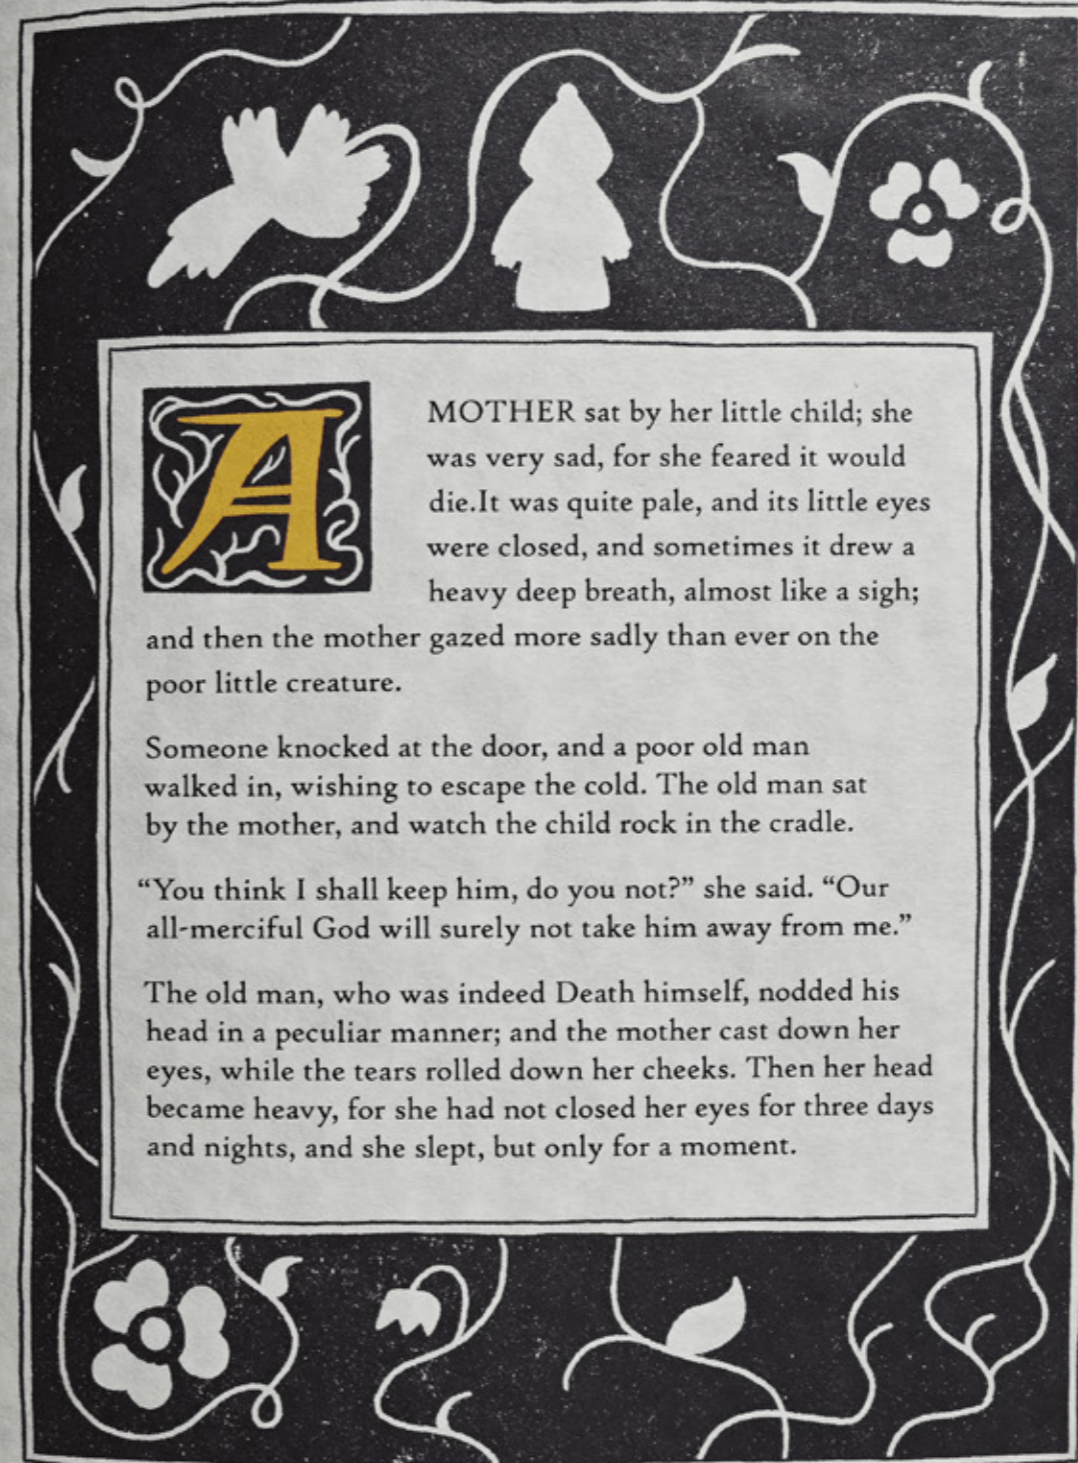 A MOTHER sat by her little child; she
was very sad, for she feared it would
die.It was quite pale, and its little eyes
were closed, and sometimes it drew a
heavy deep breath, almost like a sigh;
and then the mother gazed more sadly than ever on the
poor little creature.
Someone knocked at the door, and a poor old man
walked in, wishing to escape the cold. The old man sat
by the mother, and watch the child rock in the cradle.
“You think I shall keep him, do you not?” she said. “Our
all-merciful God will surely not take him away from me.”
The old man, who was indeed Death himself, nodded his
head in a peculiar manner; and the mother cast down her
eyes, while the tears rolled down her cheeks. Then her head
became heavy, for she had not closed her eyes for three days
and nights, and she slept, but only for a moment.